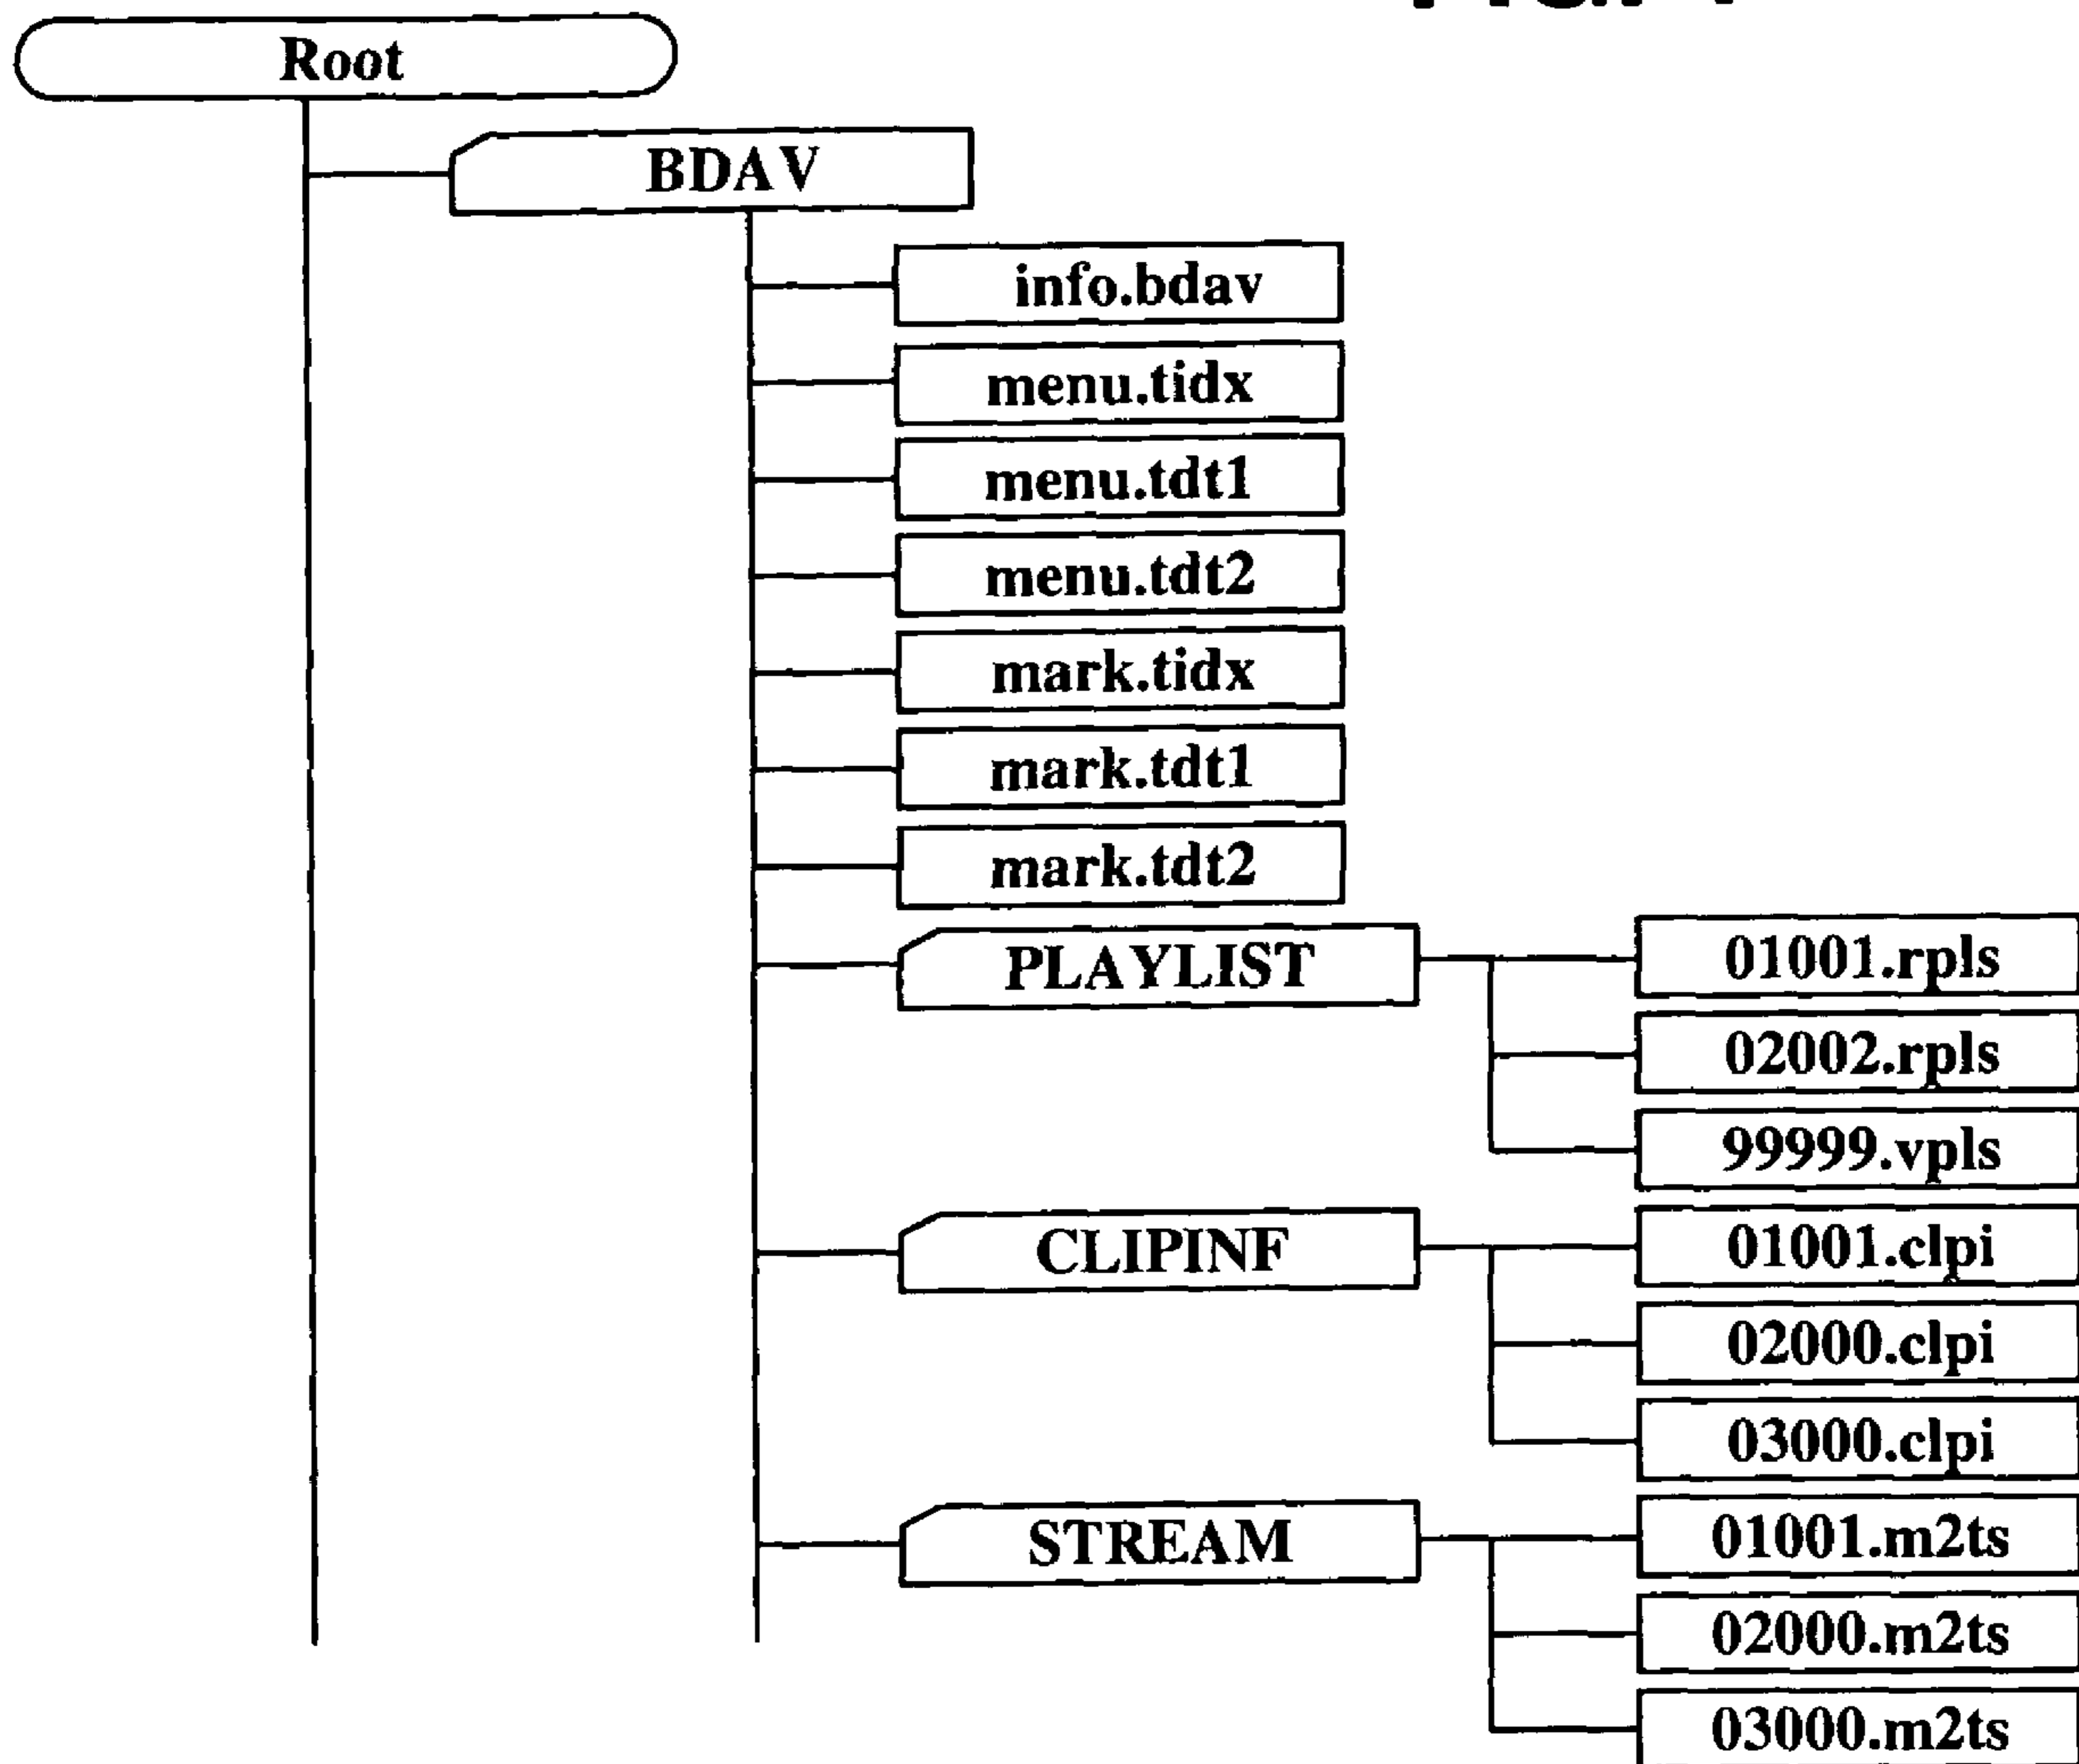 Root
BDAV
info.bdav
menu.tidx
menu.tdt1
menu.tdt2
mark.tidx
mark.tdt1
mark.tdt2
PLAYLIST
01001.rpls
02002.rpls
99999.vpls
CLIPINF
01001.clpi
02000.clpi
03000.clpi
STREAM
01001.m2ts
02000.m2ts
03000.m2ts